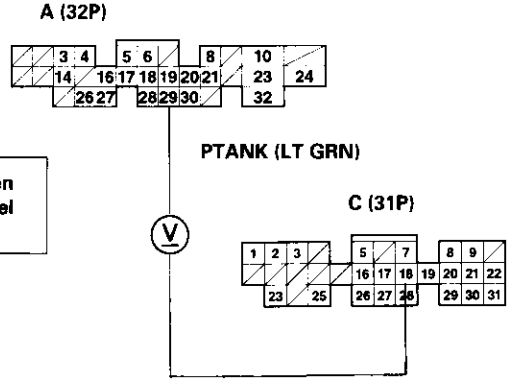 A (32P)
3 4 5 6 8 10
14 16 17 18 19 20 21 23 24
26 27 28 29 30 32
PTANK (LT GRN)
en
el
C (31P)
V
1 2 3 5 7 8 9
16 17 18 19 20 21 22
23 25 26 27 28 29 30 31